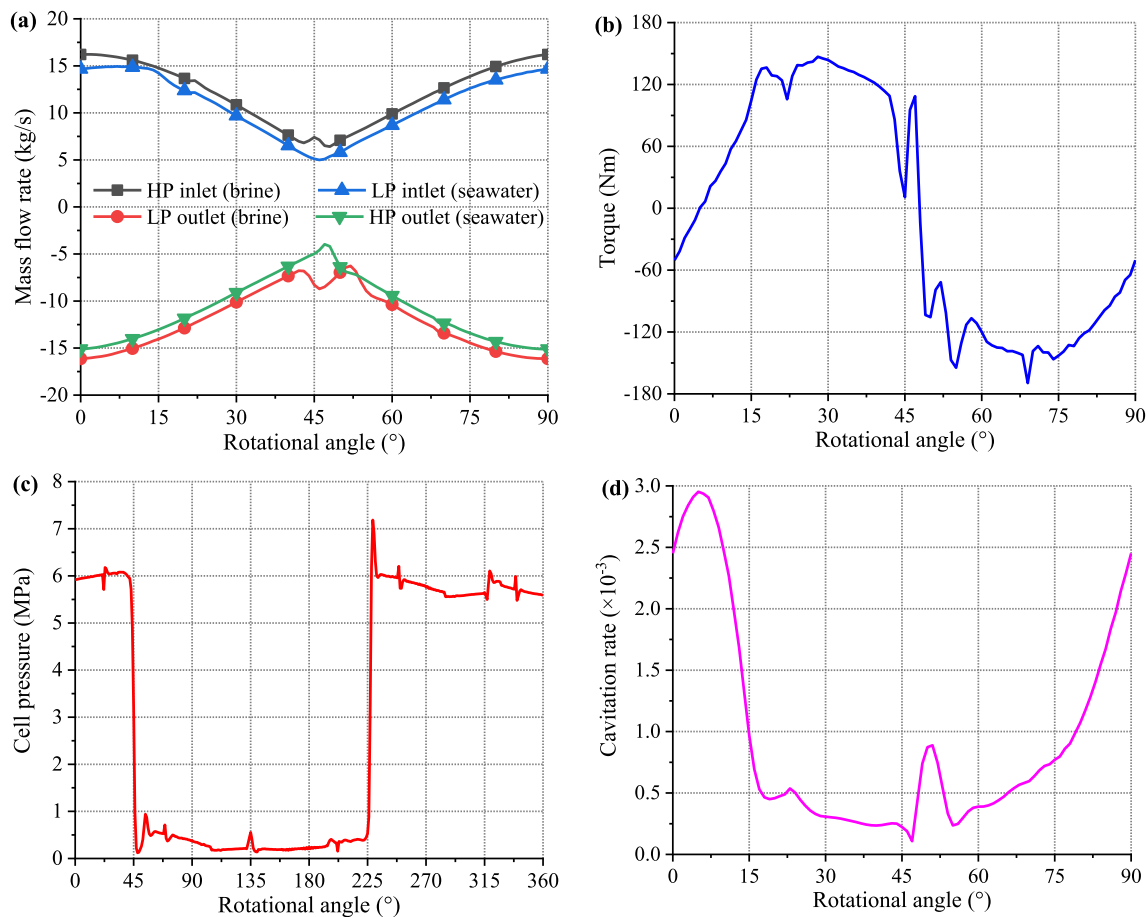 (a)
20
15
10
5
0
-5
-10
-15
-20
Mass flow rate (kg/s)
HP inlet (brine)
LP intlet (seawater)
LP outlet (brine)
HP outlet (seawater)
0 15 30 45 60 75 90
Rotational angle (°)
(b)
180
120
60
0
-60
-120
-180
Torque (Nm)
0 15 30 45 60 75 90
Rotational angle (°)
(c)
8
7
6
5
4
3
2
1
0
Cell pressure (MPa)
0 45 90 135 180 225 270 315 360
Rotational angle (°)
(d)
3.0
2.5
2.0
1.5
1.0
0.5
0.0
Cavitation rate (×10⁻³)
0 15 30 45 60 75 90
Rotational angle (°)